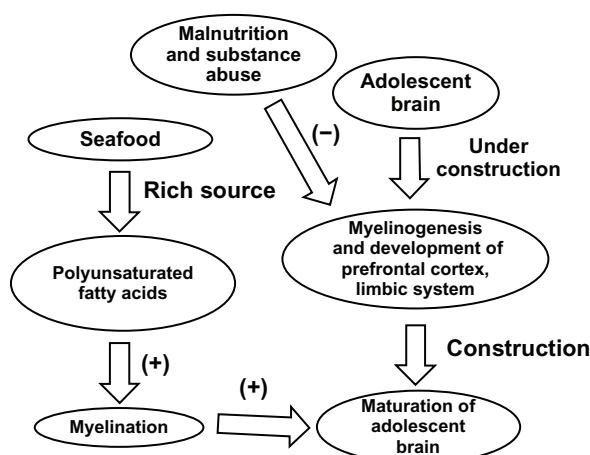 Malnutrition
and substance
abuse
Adolescent
brain
Seafood
(−)
Under
construction
Rich source
Myelinogenesis
and development of
prefrontal cortex,
limbic system
Polyunsaturated
fatty acids
Construction
(+)
(+)
Myelination
Maturation of
adolescent
brain